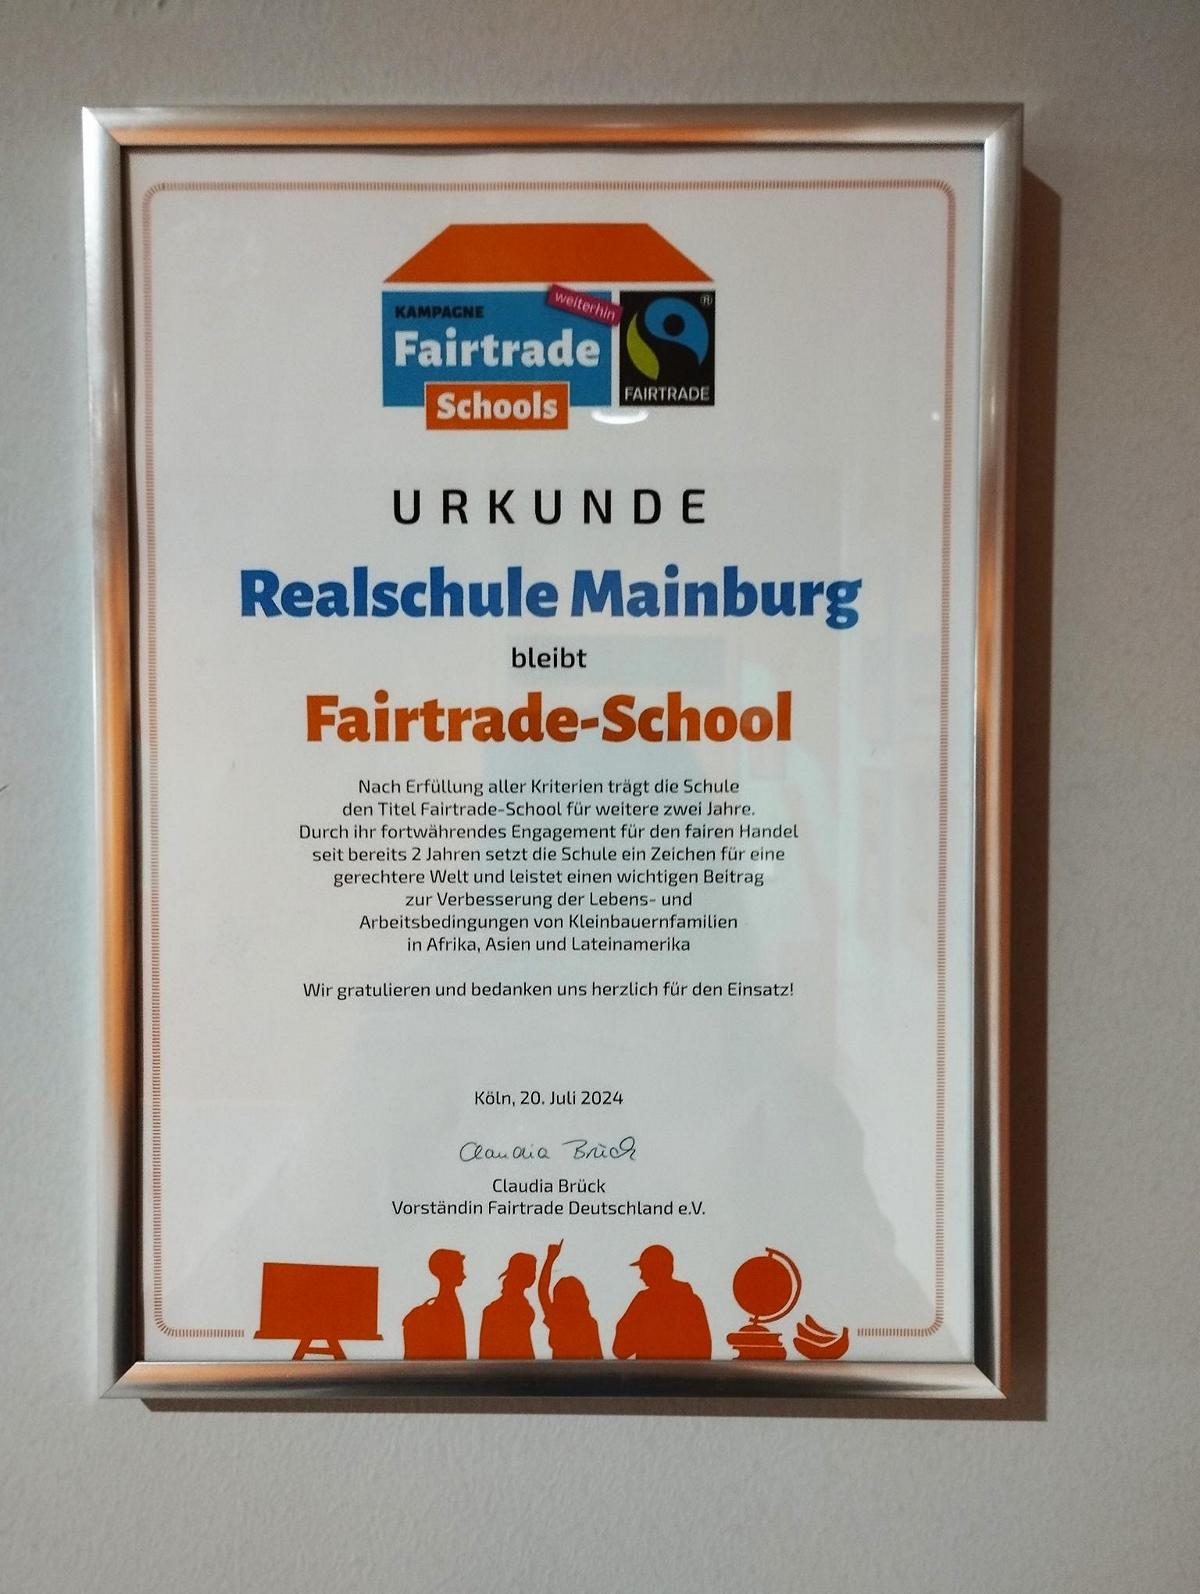 KAMPAGNE
weiterhin
Fairtrade
Schools
®
FAIRTRADE
URKUNDE
Realschule Mainburg
bleibt
Fairtrade-School
Nach Erfüllung aller Kriterien trägt die Schule
den Titel Fairtrade-School für weitere zwei Jahre.
Durch ihr fortwährendes Engagement für den fairen Handel
seit bereits 2 Jahren setzt die Schule ein Zeichen für eine
gerechtere Welt und leistet einen wichtigen Beitrag
zur Verbesserung der Lebens- und
Arbeitsbedingungen von Kleinbauernfamilien
in Afrika, Asien und Lateinamerika
Wir gratulieren und bedanken uns herzlich für den Einsatz!
Köln, 20. Juli 2024
Claudia Brück
Claudia Brück
Vorständin Fairtrade Deutschland e.V.